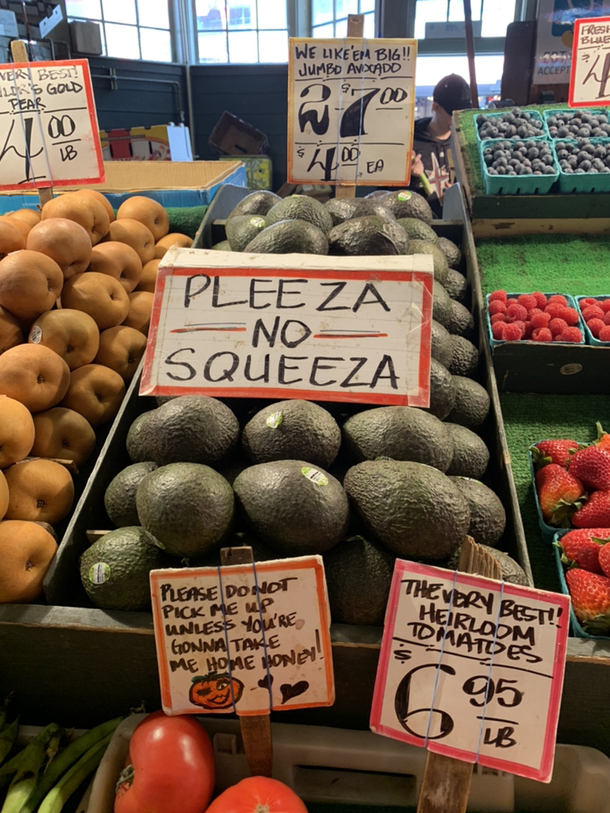 VERY BEST!
GOLD
PEAR
4 00
LB
WE LIKE 'EM BIG!!
JUMBO AVOCADO
2 $ 7 00
$ 4 00 EA
FRESH
BLUE
$ 4
ACCEPT
PLEEZA
NO
SQUEEZA
PLEASE DO NOT
PICK ME UP
UNLESS YOU'RE
GONNA TAKE
ME HOME HONEY!
THE VERY BEST!!
HEIRLOOM
TOMATOES
$ 6 95
LB